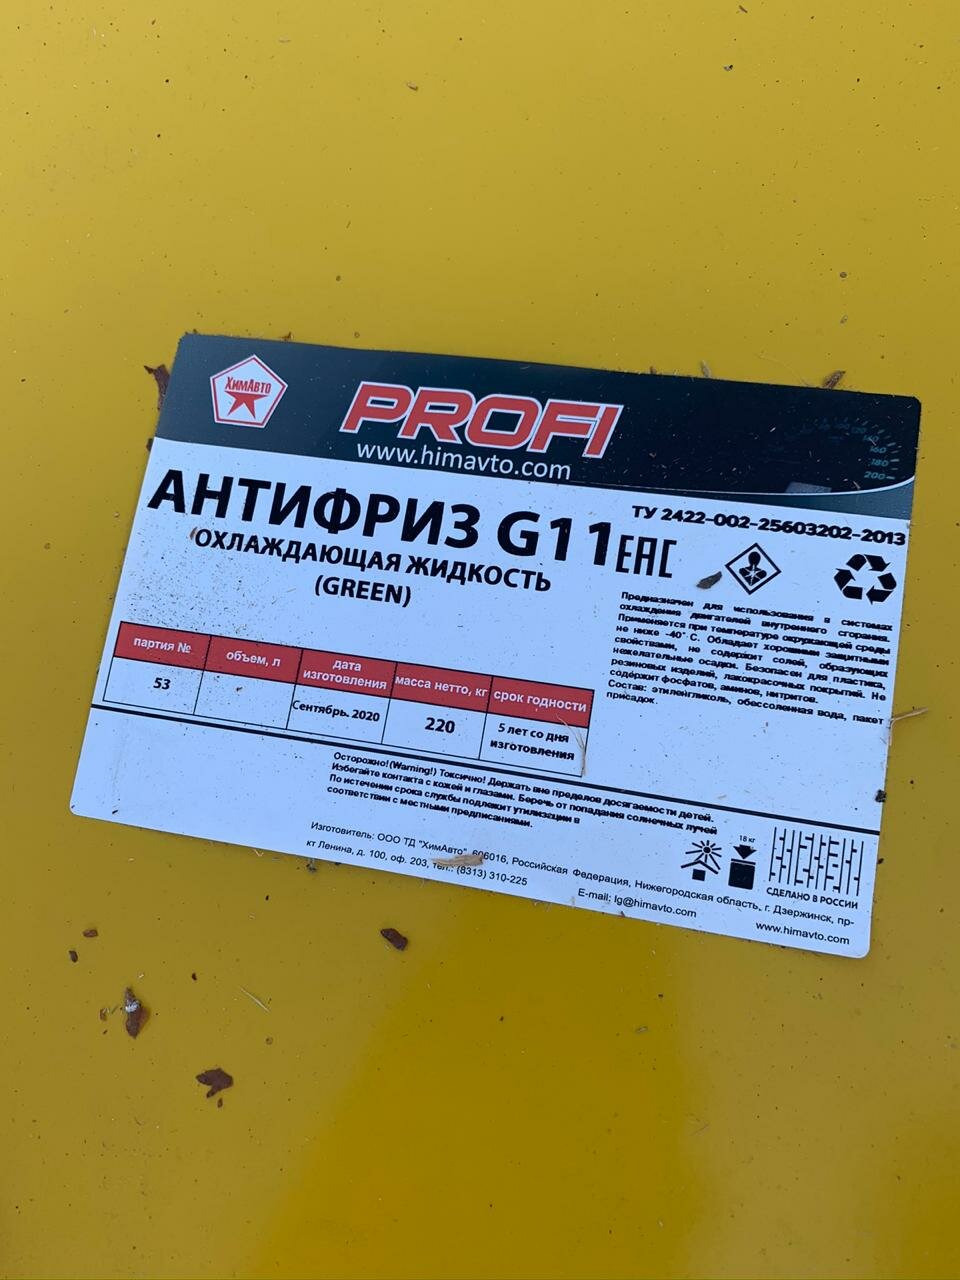 ХимАвто
PROFI
www.himavto.com
160
180
200
АНТИФРИЗ G11
ОХЛАЖДАЮЩАЯ ЖИДКОСТЬ
(GREEN)
ТУ 2422-002-25603202-2013
EAC
Предназначен для использования в системах
охлаждения двигателей внутреннего сгорания.
Применяется при температуре окружающей среды
не ниже -40° С. Обладает хорошими защитными
свойствами, не содержит солей, образующих
нежелательные осадки. Безопасен для пластика,
резиновых изделий, лакокрасочных покрытий. Не
содержит фосфатов, аминов, нитритов.
Состав: этиленгликоль, обессоленная вода, пакет
присадок.
партия № объем, л дата изготовления масса нетто, кг срок годности
53 Сентябрь. 2020 220 5 лет со дня изготовления
Осторожно! (Warning!) Токсично! Держать вне пределов досягаемости детей.
Избегайте контакта с кожей и глазами. Беречь от попадания солнечных лучей
По истечении срока службы подлежит утилизации в
соответствии с местными предписаниями.
18 кг
СДЕЛАНО В РОССИИ
Изготовитель: ООО ТД "ХимАвто", 606016, Российская Федерация, Нижегородская область, г. Дзержинск, пр-
кт Ленина, д. 100, оф. 203, тел.: (8313) 310-225
E-mail: lg@himavto.com
www.himavto.com